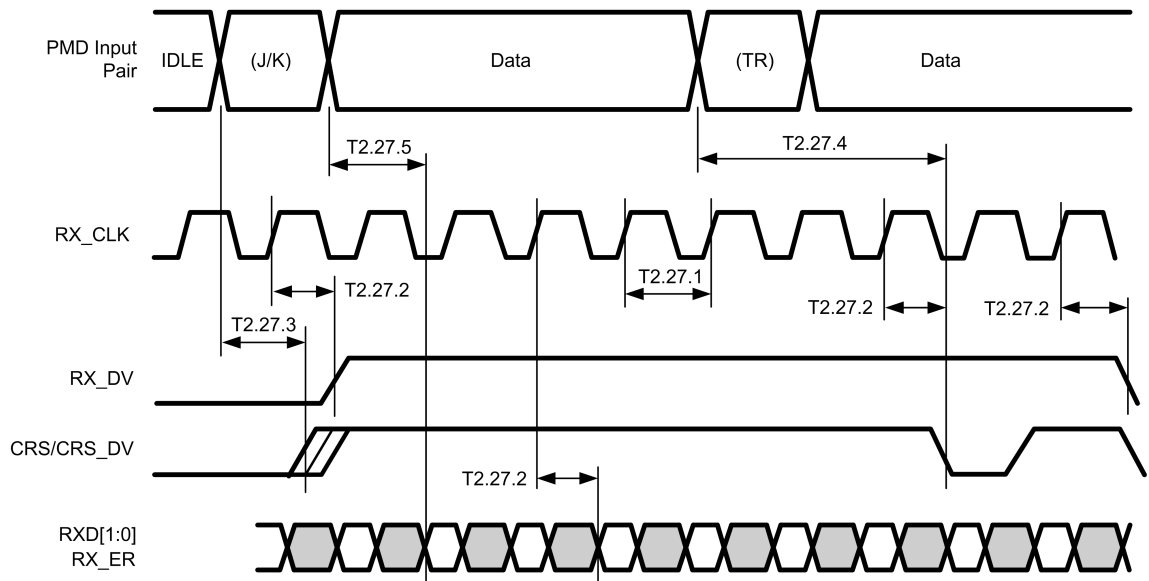 PMD Input
Pair
IDLE
(J/K)
Data
(TR)
Data
T2.27.5
T2.27.4
RX_CLK
T2.27.2
T2.27.1
T2.27.2
T2.27.2
T2.27.3
RX_DV
CRS/CRS_DV
T2.27.2
RXD[1:0]
RX_ER